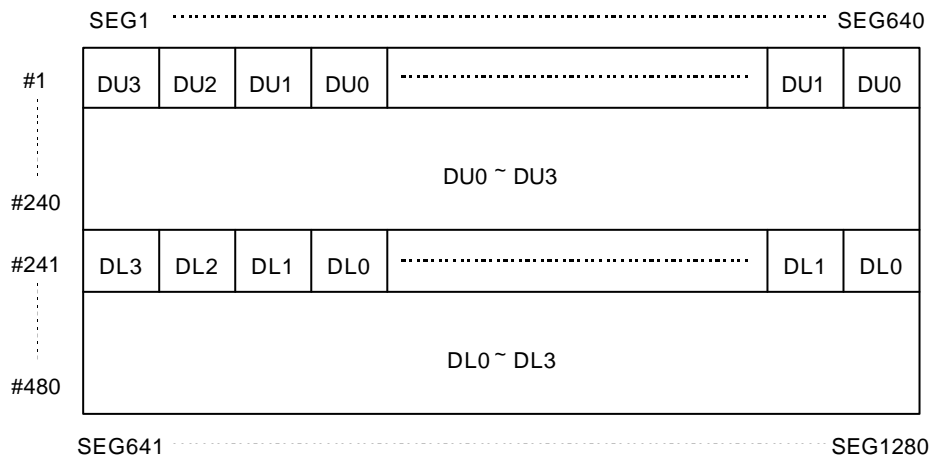 SEG1 SEG640
#1 DU3 DU2 DU1 DU0 DU1 DU0
DU0 ~ DU3
#240
#241 DL3 DL2 DL1 DL0 DL1 DL0
DL0 ~ DL3
#480
SEG641 SEG1280